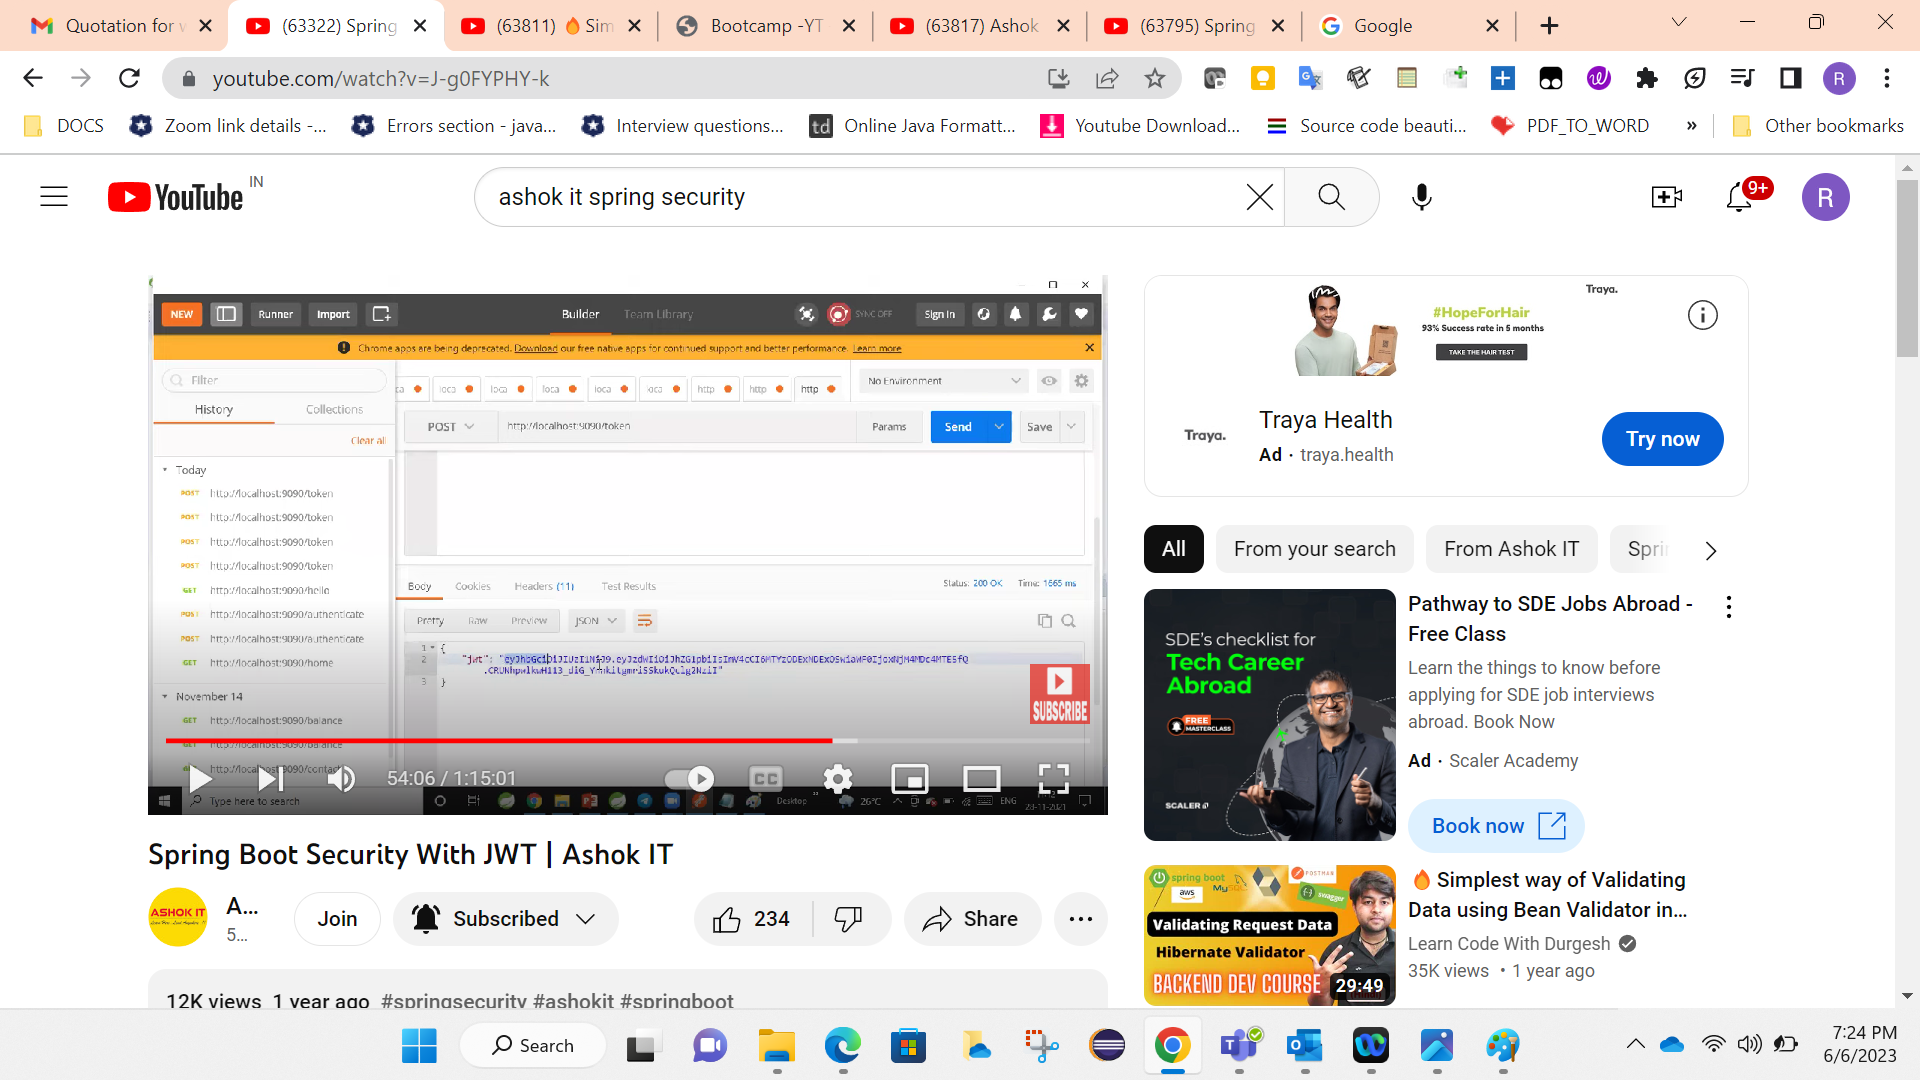 Quotation for
(63322) Spring
(63811) 🔥 Sim
Bootcamp -YT
(63817) Ashok
(63795) Spring
Google
youtube.com/watch?v=J-g0FYPHY-k
R
DOCS
Zoom link details -...
Errors section - java...
Interview questions...
td
Online Java Formatt...
Youtube Download...
Source code beauti...
PDF_TO_WORD
»
Other bookmarks
YouTube
IN
ashok it spring security
9+
R
NEW
Runner
Import
Builder
Team Library
SYNC OFF
Sign In
Chrome apps are being deprecated. Download our free native apps for continued support and better performance. Learn more
Filter
loca
loca
loca
loca
loca
http
http
http
No Environment
History
Collections
POST
http://localhost:9090/token
Params
Send
Save
Clear all
Today
POST http://localhost:9090/token
POST http://localhost:9090/token
POST http://localhost:9090/token
POST http://localhost:9090/token
GET http://localhost:9090/hello
POST http://localhost:9090/authenticate
POST http://localhost:9090/authenticate
GET http://localhost:9090/home
November 14
GET http://localhost:9090/balance
GET http://localhost:9090/balance
http://localhost:9090/contact
Body
Cookies
Headers (11)
Test Results
Status: 200 OK
Time: 1665 ms
Pretty
Raw
Preview
JSON
1 {
2 "jwt":
3 }
SUBSCRIBE
54:06 / 1:15:01
CC
Type here to search
Desktop
26°C
ENG
28-11-2021
Traya.
#HopeForHair
93% Success rate in 5 months
TAKE THE HAIR TEST
Traya.
Traya Health
Ad · traya.health
Try now
All
From your search
From Ashok IT
Sprin
SDE's checklist for
Tech Career
Abroad
FREE
MASTERCLASS
SCALER
Pathway to SDE Jobs Abroad -
Free Class
Learn the things to know before
applying for SDE job interviews
abroad. Book Now
Ad · Scaler Academy
Book now
Spring Boot Security With JWT | Ashok IT
ASHOK IT
A...
5...
Join
Subscribed
234
Share
12K views 1 year ago #springsecurity #ashokit #springboot
spring boot
aws
MySQL
POSTMAN
swagger
Validating Request Data
Hibernate Validator
BACKEND DEV COURSE
29:49
🔥 Simplest way of Validating
Data using Bean Validator in...
Learn Code With Durgesh
35K views • 1 year ago
Search
7:24 PM
6/6/2023